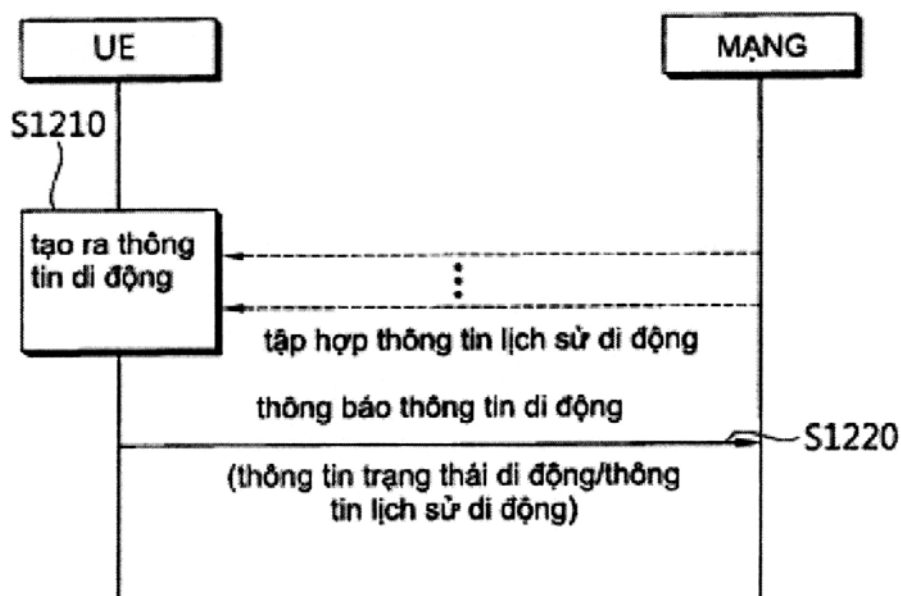 UE
MẠNG
S1210
tạo ra thông
tin di động
tập hợp thông tin lịch sử di động
thông báo thông tin di động
S1220
(thông tin trạng thái di động/thông
tin lịch sử di động)